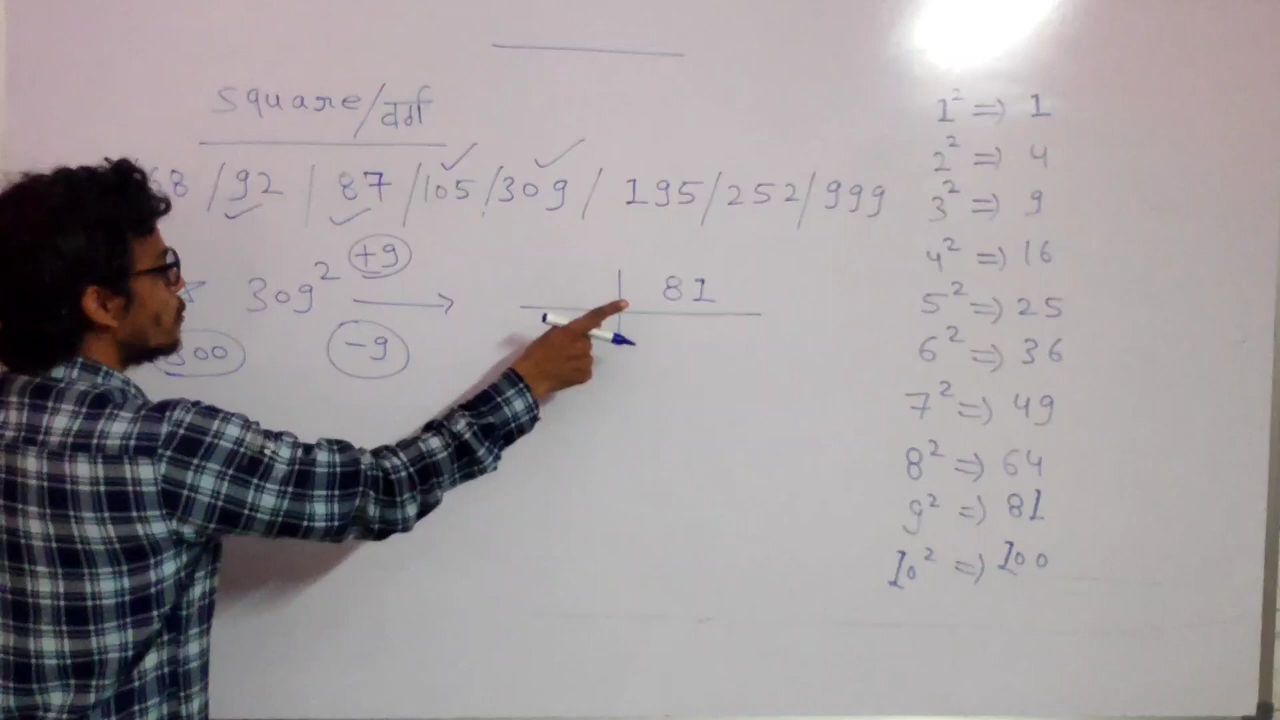 square/वर्ग
68 / 92 / 87 / 105 / 309 / 195 / 252 / 999
309² +9 → 81
300 -9
1² => 1
2² => 4
3² => 9
4² => 16
5² => 25
6² => 36
7² => 49
8² => 64
9² => 81
10² => 100